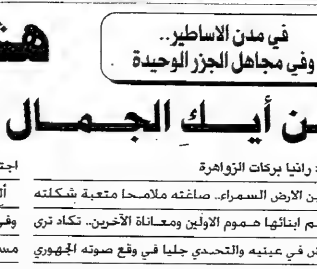 في مدن الاساطير..
وفي مجاهل الجزر الوحيدة
أيك الجمال
رانيا بركات الزواهرة
الارض السمراء.. صاغته ملامحا متعبة شكلته
ابنائها هموم الاولين ومعاناة الآخرين.. تكاد ترى
في عينيه والتحدي جليا في وقع صوته الجهوري